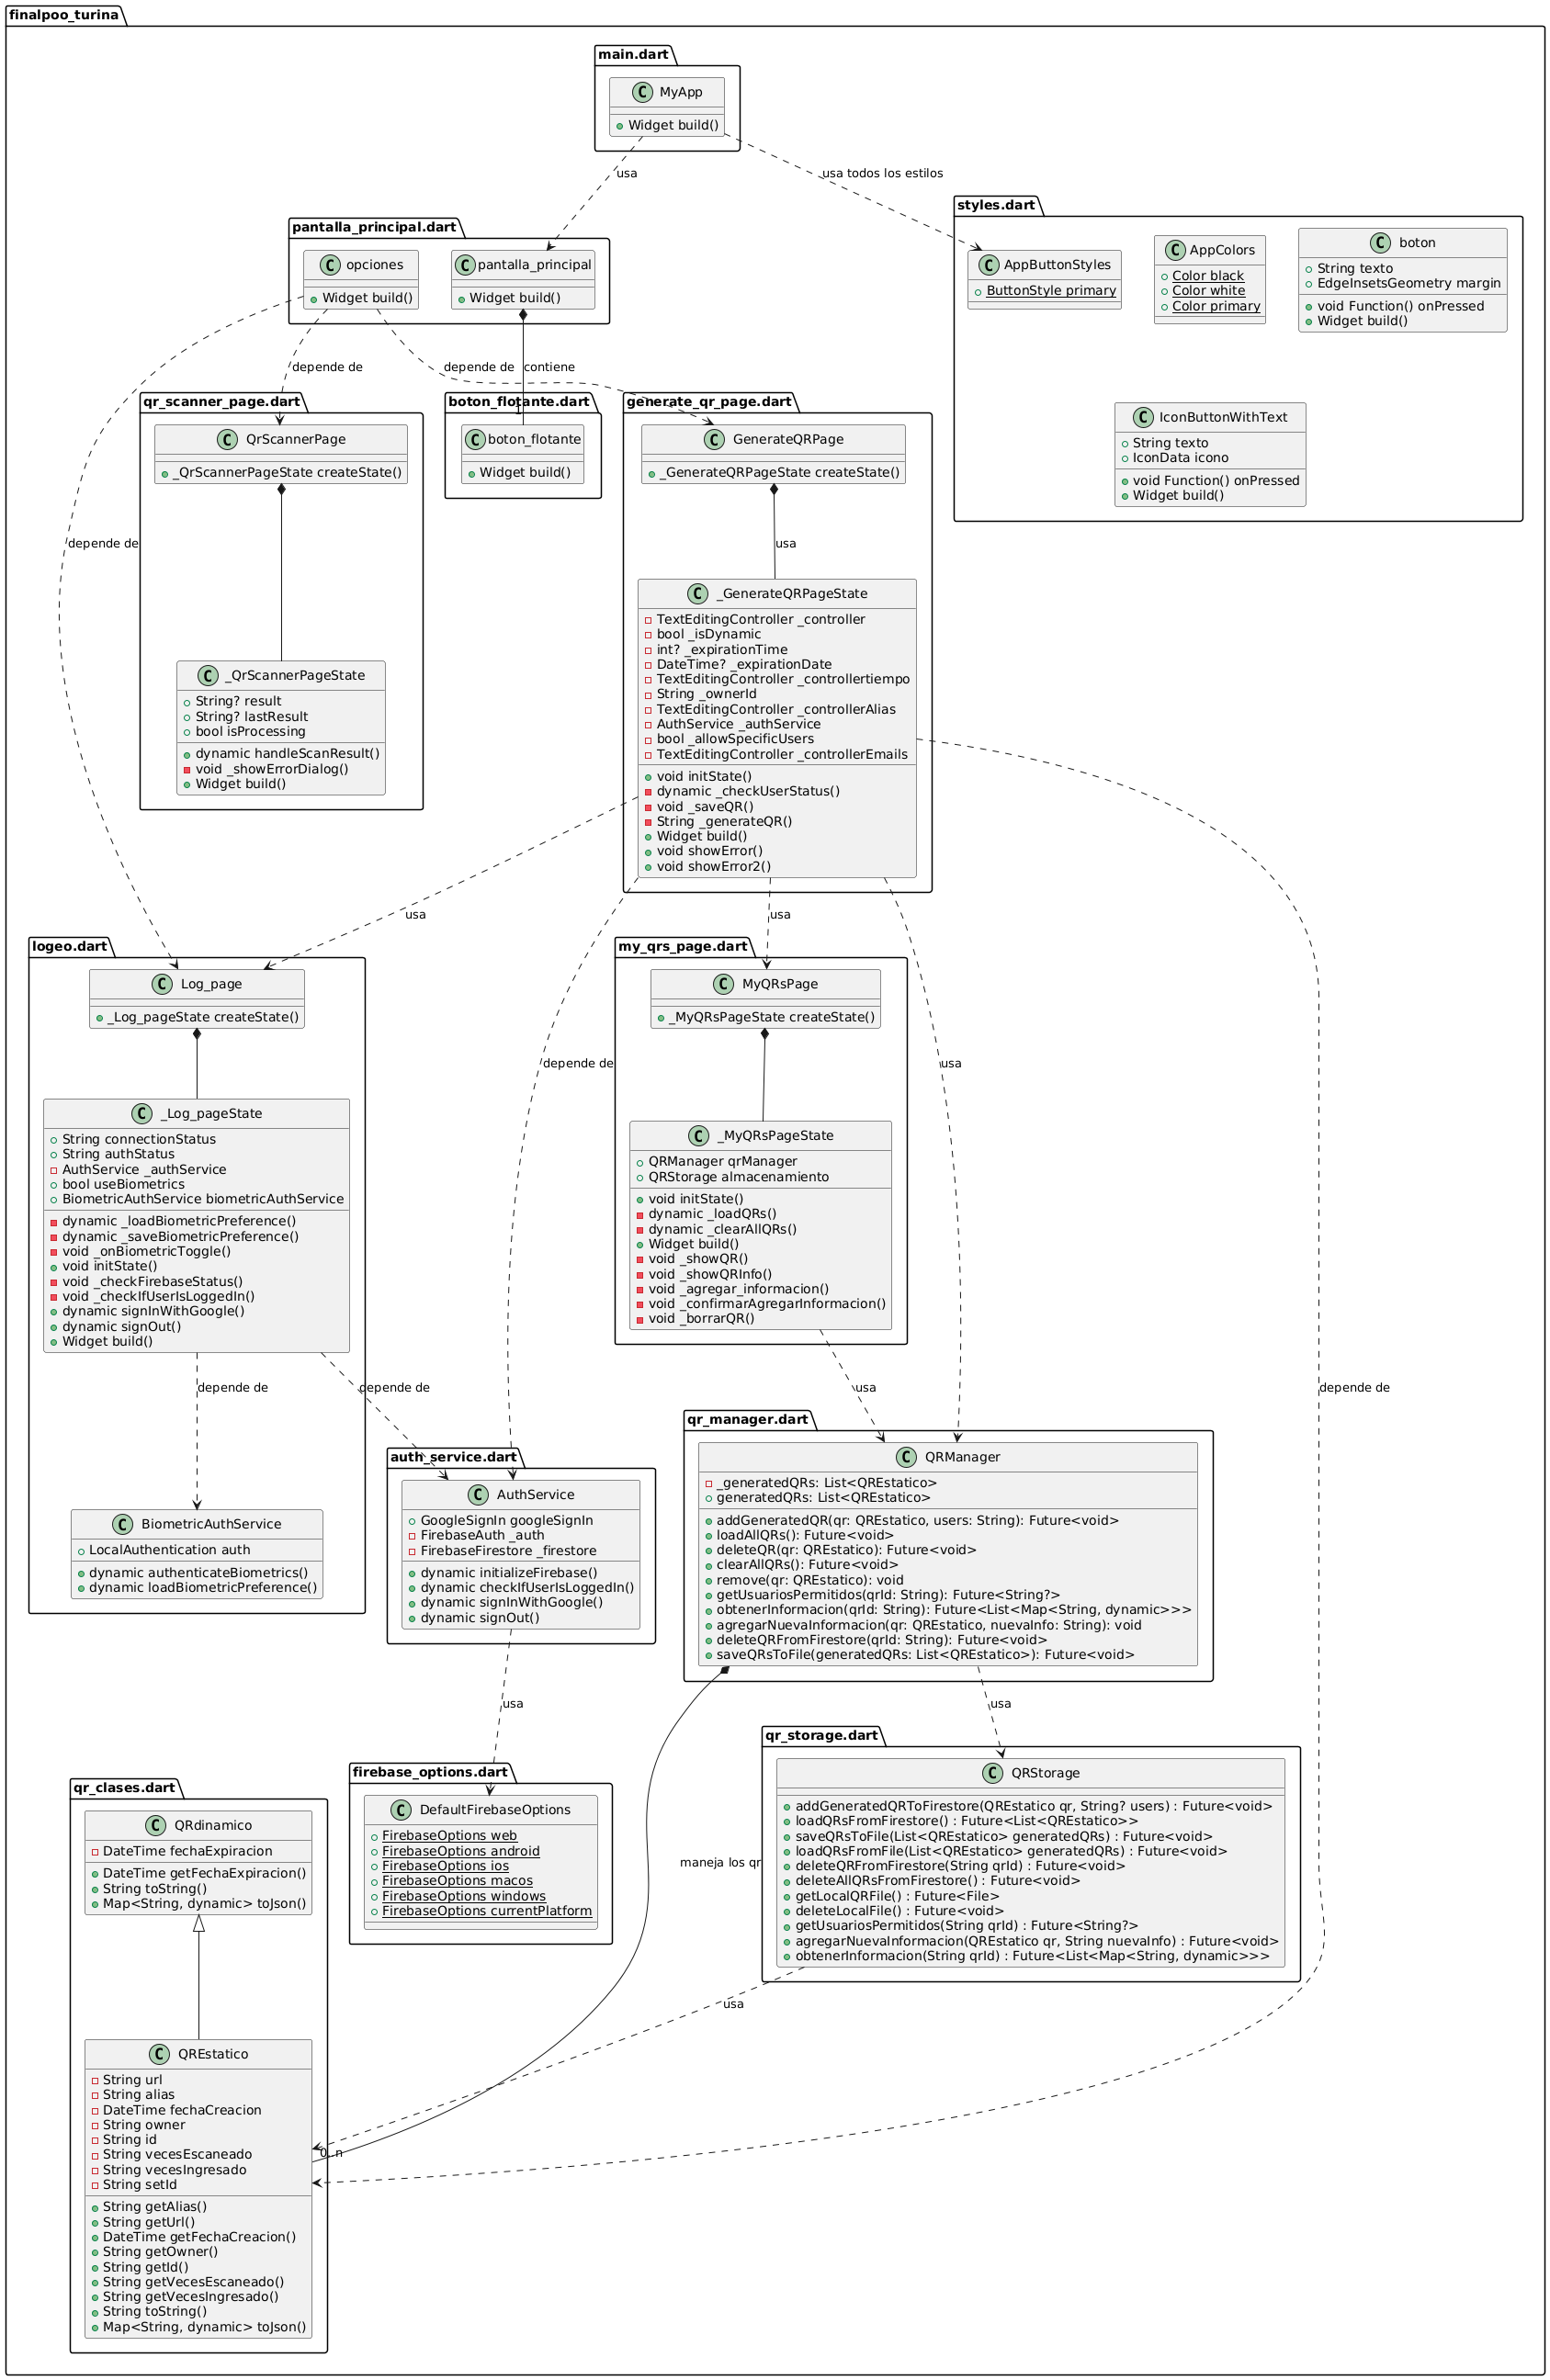 finalpoo_turina
main.dart
MyApp
Widget build()
usa
usa todos los estilos
pantalla_principal.dart
opciones
Widget build()
pantalla_principal
Widget build()
styles.dart
AppButtonStyles
ButtonStyle primary
AppColors
Color black
Color white
Color primary
boton
String texto
EdgeInsetsGeometry margin
void Function() onPressed
Widget build()
IconButtonWithText
String texto
IconData icono
void Function() onPressed
Widget build()
depende de
depende de
contiene
depende de
qr_scanner_page.dart
QrScannerPage
_QrScannerPageState createState()
_QrScannerPageState
String? result
String? lastResult
bool isProcessing
dynamic handleScanResult()
void _showErrorDialog()
Widget build()
boton_flotante.dart
1
boton_flotante
Widget build()
generate_qr_page.dart
GenerateQRPage
_GenerateQRPageState createState()
usa
_GenerateQRPageState
TextEditingController _controller
bool _isDynamic
int? _expirationTime
DateTime? _expirationDate
TextEditingController _controllertiempo
String _ownerId
TextEditingController _controllerAlias
AuthService _authService
bool _allowSpecificUsers
TextEditingController _controllerEmails
void initState()
dynamic _checkUserStatus()
void _saveQR()
String _generateQR()
Widget build()
void showError()
void showError2()
usa
usa
depende de
usa
depende de
logeo.dart
Log_page
_Log_pageState createState()
_Log_pageState
String connectionStatus
String authStatus
AuthService _authService
bool useBiometrics
BiometricAuthService biometricAuthService
dynamic _loadBiometricPreference()
dynamic _saveBiometricPreference()
void _onBiometricToggle()
void initState()
void _checkFirebaseStatus()
void _checkIfUserIsLoggedIn()
dynamic signInWithGoogle()
dynamic signOut()
Widget build()
depende de
depende de
BiometricAuthService
LocalAuthentication auth
dynamic authenticateBiometrics()
dynamic loadBiometricPreference()
my_qrs_page.dart
MyQRsPage
_MyQRsPageState createState()
_MyQRsPageState
QRManager qrManager
QRStorage almacenamiento
void initState()
dynamic _loadQRs()
dynamic _clearAllQRs()
Widget build()
void _showQR()
void _showQRInfo()
void _agregar_informacion()
void _confirmarAgregarInformacion()
void _borrarQR()
usa
auth_service.dart
AuthService
GoogleSignIn googleSignIn
FirebaseAuth _auth
FirebaseFirestore _firestore
dynamic initializeFirebase()
dynamic checkIfUserIsLoggedIn()
dynamic signInWithGoogle()
dynamic signOut()
usa
qr_manager.dart
QRManager
_generatedQRs: List<QREstatico>
generatedQRs: List<QREstatico>
addGeneratedQR(qr: QREstatico, users: String): Future<void>
loadAllQRs(): Future<void>
deleteQR(qr: QREstatico): Future<void>
clearAllQRs(): Future<void>
remove(qr: QREstatico): void
getUsuariosPermitidos(qrId: String): Future<String?>
obtenerInformacion(qrId: String): Future<List<Map<String, dynamic>>>
agregarNuevaInformacion(qr: QREstatico, nuevaInfo: String): void
deleteQRFromFirestore(qrId: String): Future<void>
saveQRsToFile(generatedQRs: List<QREstatico>): Future<void>
usa
maneja los qr
firebase_options.dart
DefaultFirebaseOptions
FirebaseOptions web
FirebaseOptions android
FirebaseOptions ios
FirebaseOptions macos
FirebaseOptions windows
FirebaseOptions currentPlatform
qr_storage.dart
QRStorage
addGeneratedQRToFirestore(QREstatico qr, String? users) : Future<void>
loadQRsFromFirestore() : Future<List<QREstatico>>
saveQRsToFile(List<QREstatico> generatedQRs) : Future<void>
loadQRsFromFile(List<QREstatico> generatedQRs) : Future<void>
deleteQRFromFirestore(String qrId) : Future<void>
deleteAllQRsFromFirestore() : Future<void>
getLocalQRFile() : Future<File>
deleteLocalFile() : Future<void>
getUsuariosPermitidos(String qrId) : Future<String?>
agregarNuevaInformacion(QREstatico qr, String nuevaInfo) : Future<void>
obtenerInformacion(String qrId) : Future<List<Map<String, dynamic>>>
usa
qr_clases.dart
QRdinamico
DateTime fechaExpiracion
DateTime getFechaExpiracion()
String toString()
Map<String, dynamic> toJson()
QREstatico
String url
String alias
DateTime fechaCreacion
String owner
String id
String vecesEscaneado
String vecesIngresado
String setId
String getAlias()
String getUrl()
DateTime getFechaCreacion()
String getOwner()
String getId()
String getVecesEscaneado()
String getVecesIngresado()
String toString()
Map<String, dynamic> toJson()
0..n